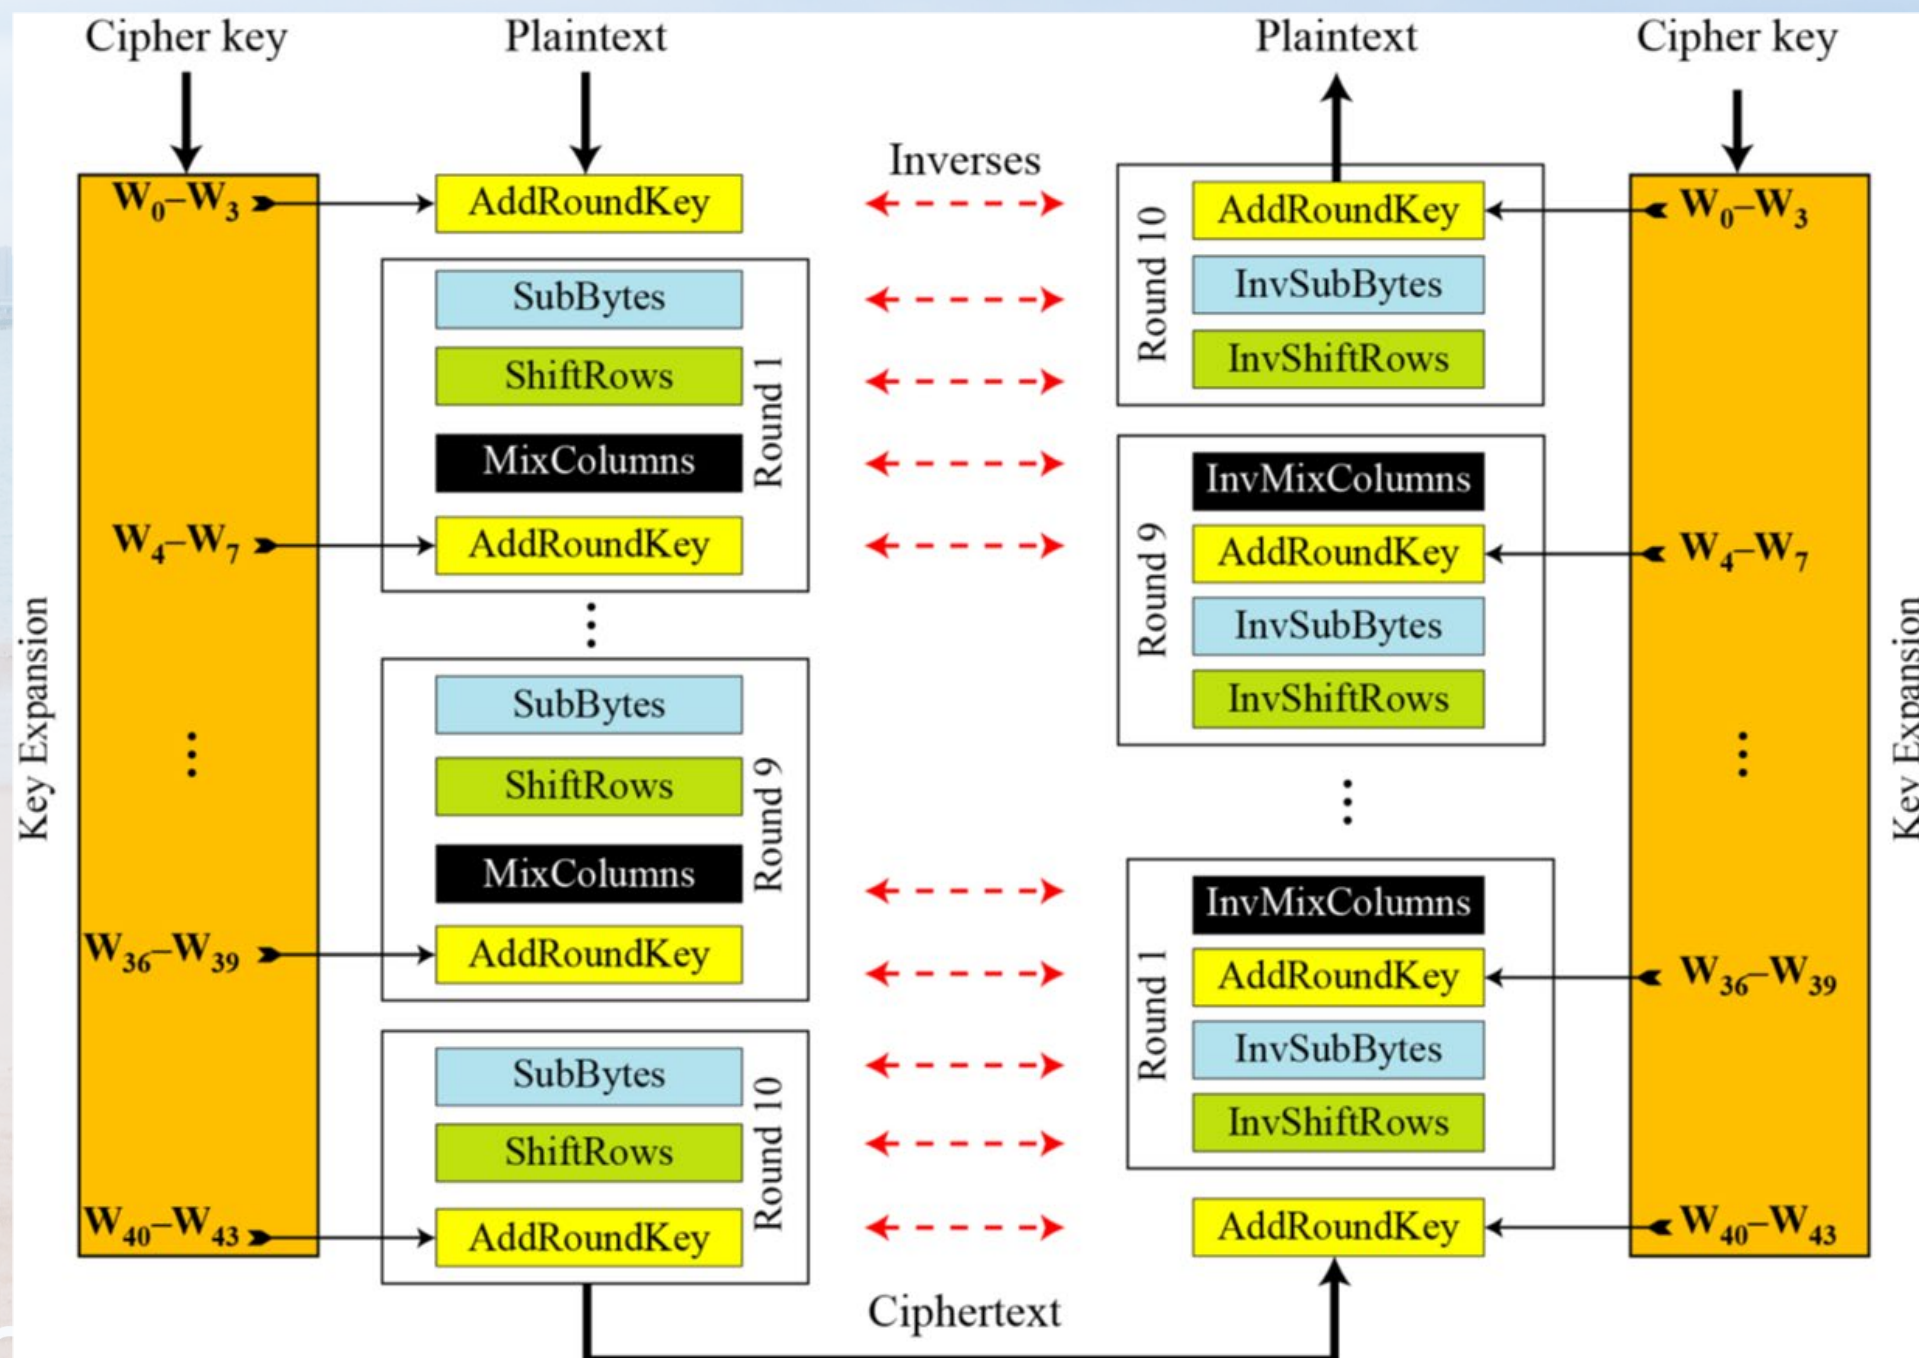 Cipher key
Plaintext
Plaintext
Cipher key
Inverses
Key Expansion
W₀–W₃
W₄–W₇
⋮
W₃₆–W₃₉
W₄₀–W₄₃
AddRoundKey
SubBytes
ShiftRows
MixColumns
AddRoundKey
Round 1
⋮
SubBytes
ShiftRows
MixColumns
AddRoundKey
Round 9
SubBytes
ShiftRows
AddRoundKey
Round 10
Ciphertext
AddRoundKey
InvSubBytes
InvShiftRows
Round 10
InvMixColumns
AddRoundKey
InvSubBytes
InvShiftRows
Round 9
⋮
InvMixColumns
AddRoundKey
InvSubBytes
InvShiftRows
Round 1
AddRoundKey
W₀–W₃
W₄–W₇
⋮
W₃₆–W₃₉
W₄₀–W₄₃
Key Expansion